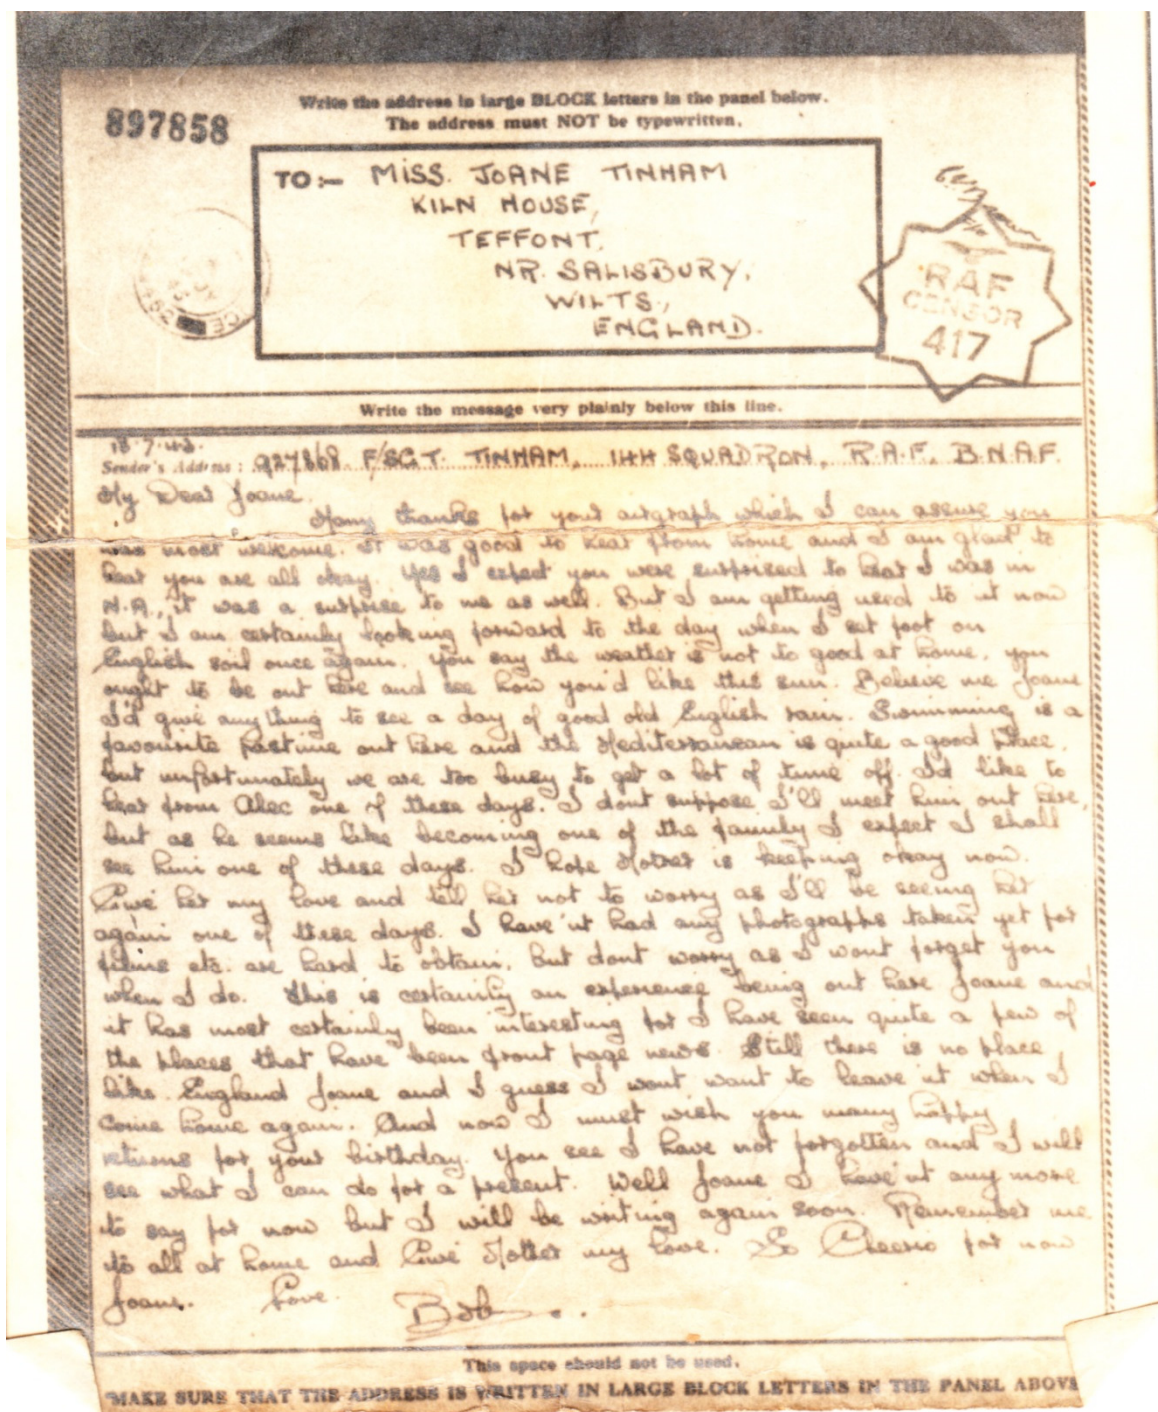 Write the address in large BLOCK letters in the panel below.
The address must NOT be typewritten.
897858
TO:- MISS. JOANE TINHAM
KILN HOUSE,
TEFFONT.
NR. SALISBURY,
WILTS.,
ENGLAND.
RAF
CENSOR
417
Write the message very plainly below this line.
18.7.43.
Sender's Address: 927868 F/SGT. TINHAM, 144 SQUADRON, R.A.F. B.N.A.F.
My Dear Joane.
Many thanks for your airgraph which I can assure you
was most welcome. It was good to hear from home and I am glad to
hear you are all okay. Yes I expect you were surprised to hear I was in
N.A., it was a surprise to me as well. But I am getting used to it now
but I am certainly looking forward to the day when I set foot on
English soil once again. You say the weather is not to good at home, you
ought to be out here and see how you'd like this sun. Believe me Joane
I'd give anything to see a day of good old English rain. Swimming is a
favourite pastime out here and the Mediterranean is quite a good place,
but unfortunately we are too busy to get a lot of time off. I'd like to
hear from Alec one of these days. I dont suppose I'll meet him out here,
but as he seems like becoming one of the family I expect I shall
see him one of these days. I hope Mother is keeping okay now.
Give her my love and tell her not to worry as I'll be seeing her
again one of these days. I have'nt had any photographs taken yet for
films etc. are hard to obtain, but dont worry as I wont forget you
when I do. This is certainly an experience being out here Joane and
it has most certainly been interesting for I have seen quite a few of
the places that have been front page news. Still there is no place
like England Joane and I guess I wont want to leave it when I
come home again. And now I must wish you many happy
returns for your birthday. You see I have not forgotten and I will
see what I can do for a present. Well Joane I have'nt any more
to say for now but I will be writing again soon. Remember me
to all at home and Give Mother my love. So Cheerio for now
Joane. Love.
Bob
This space should not be used.
MAKE SURE THAT THE ADDRESS IS WRITTEN IN LARGE BLOCK LETTERS IN THE PANEL ABOVE